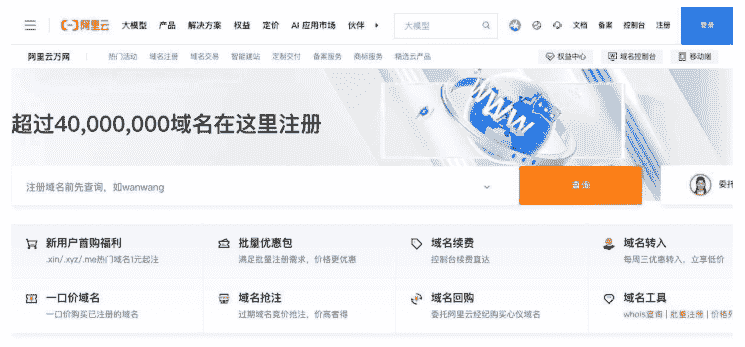 阿里云 大模型 产品 解决方案 权益 定价 AI 应用市场 伙伴 大模型 文档 备案 控制台 注册 登录
阿里云万网 热门活动 域名注册 域名交易 智能建站 定制交付 备案服务 商标服务 精选云产品 权益中心 域名控制台 移动端
WWW
超过40,000,000域名在这里注册
注册域名前先查询，如wanwang 查询 委托
新用户首购福利 批量优惠包 域名续费 域名转入
.xin/.xyz/.me热门域名1元起注 满足批量注册需求，价格更优惠 控制台续费直达 每周三优惠转入，立享低价
一口价域名 域名抢注 域名回购 域名工具
一口价购买已注册的域名 过期域名竞价抢注，价高者得 委托阿里云经纪购买心仪域名 whois查询 | 批量注册 | 价格